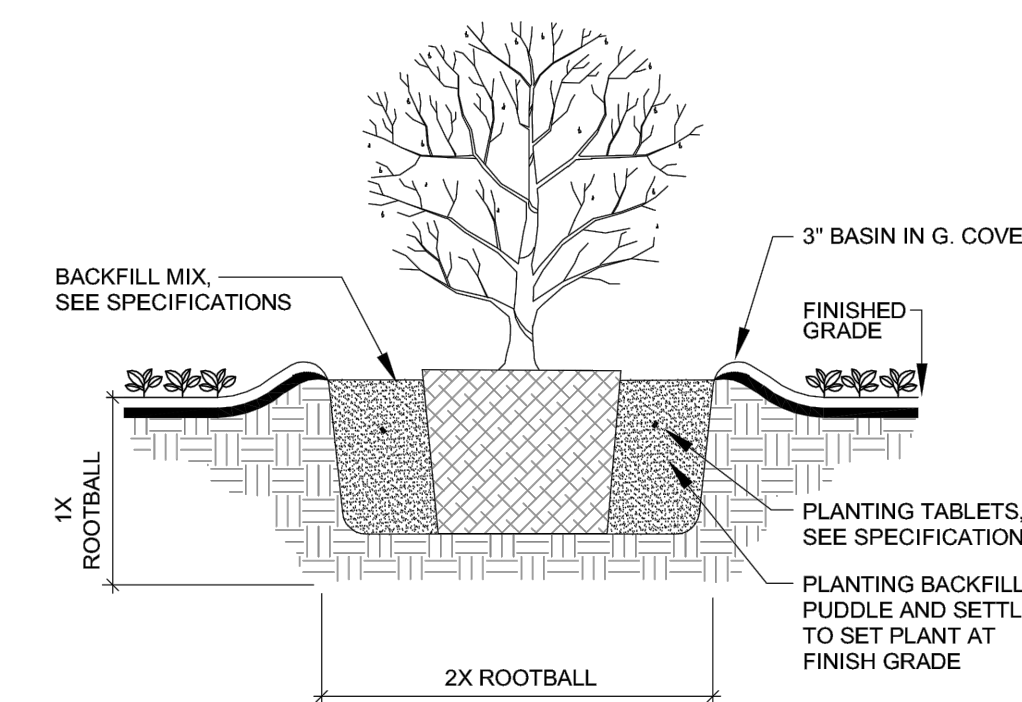 3" BASIN IN G. COVE
BACKFILL MIX,
SEE SPECIFICATIONS
FINISHED
GRADE
1X
ROOTBALL
PLANTING TABLETS,
SEE SPECIFICATION
PLANTING BACKFILL
PUDDLE AND SETTL
TO SET PLANT AT
FINISH GRADE
2X ROOTBALL